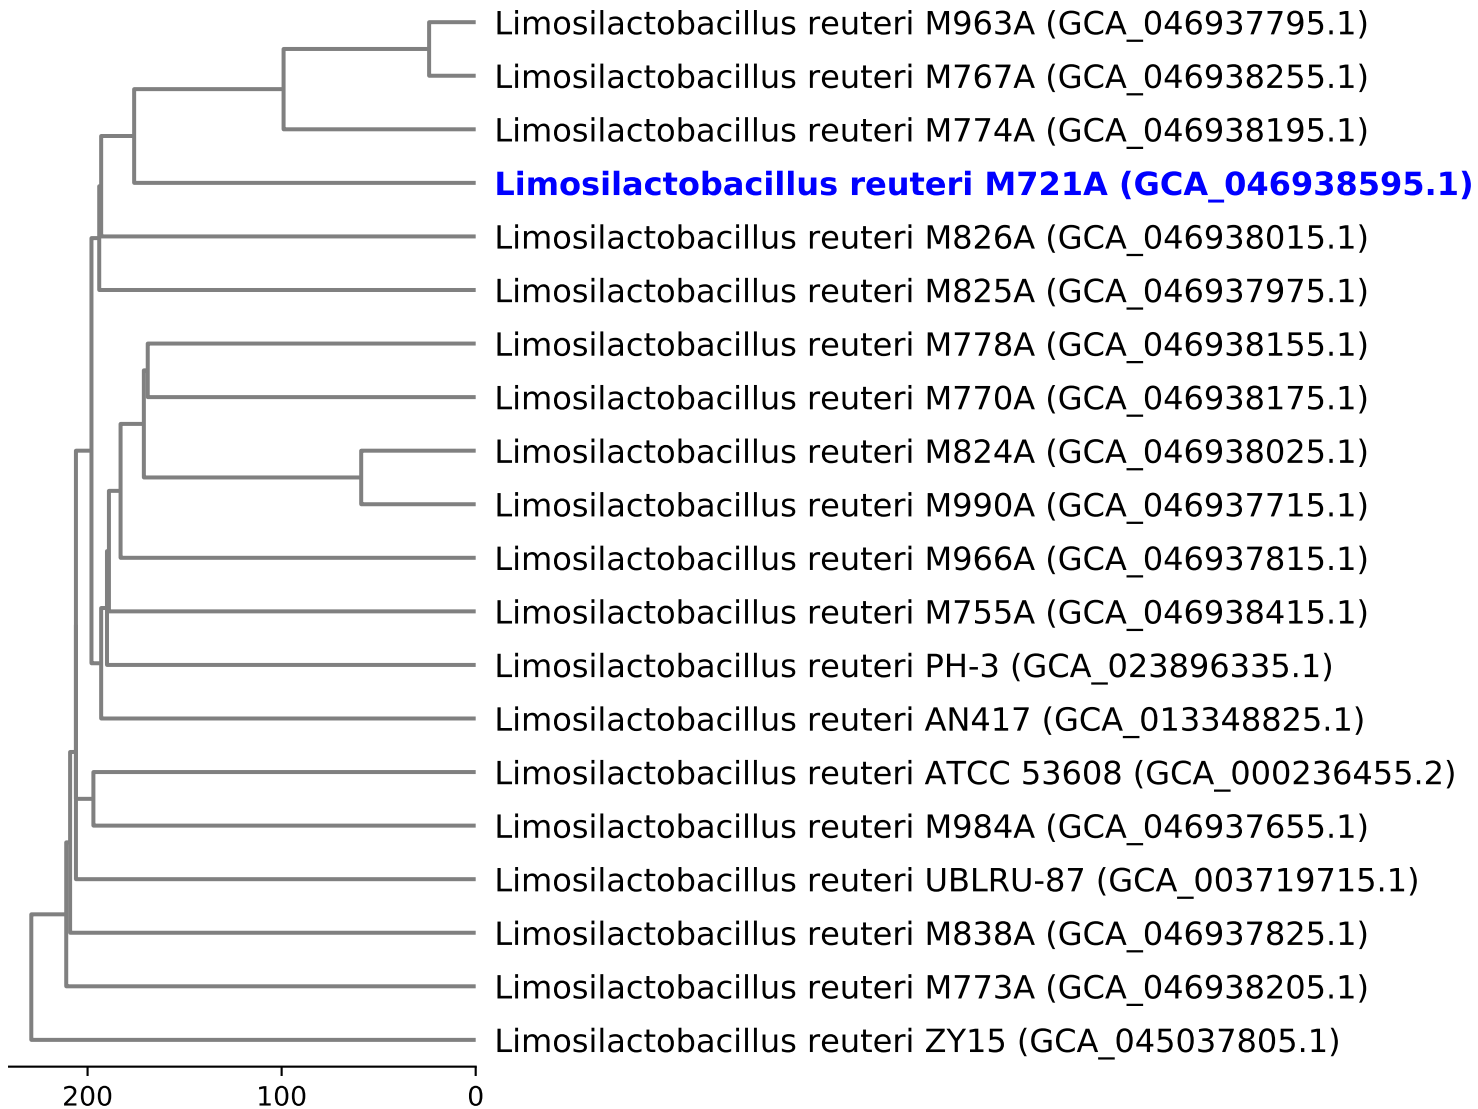 Limosilactobacillus reuteri M963A (GCA_046937795.1)
Limosilactobacillus reuteri M767A (GCA_046938255.1)
Limosilactobacillus reuteri M774A (GCA_046938195.1)
Limosilactobacillus reuteri M721A (GCA_046938595.1)
Limosilactobacillus reuteri M826A (GCA_046938015.1)
Limosilactobacillus reuteri M825A (GCA_046937975.1)
Limosilactobacillus reuteri M778A (GCA_046938155.1)
Limosilactobacillus reuteri M770A (GCA_046938175.1)
Limosilactobacillus reuteri M824A (GCA_046938025.1)
Limosilactobacillus reuteri M990A (GCA_046937715.1)
Limosilactobacillus reuteri M966A (GCA_046937815.1)
Limosilactobacillus reuteri M755A (GCA_046938415.1)
Limosilactobacillus reuteri PH-3 (GCA_023896335.1)
Limosilactobacillus reuteri AN417 (GCA_013348825.1)
Limosilactobacillus reuteri ATCC 53608 (GCA_000236455.2)
Limosilactobacillus reuteri M984A (GCA_046937655.1)
Limosilactobacillus reuteri UBLRU-87 (GCA_003719715.1)
Limosilactobacillus reuteri M838A (GCA_046937825.1)
Limosilactobacillus reuteri M773A (GCA_046938205.1)
Limosilactobacillus reuteri ZY15 (GCA_045037805.1)
200 100 0